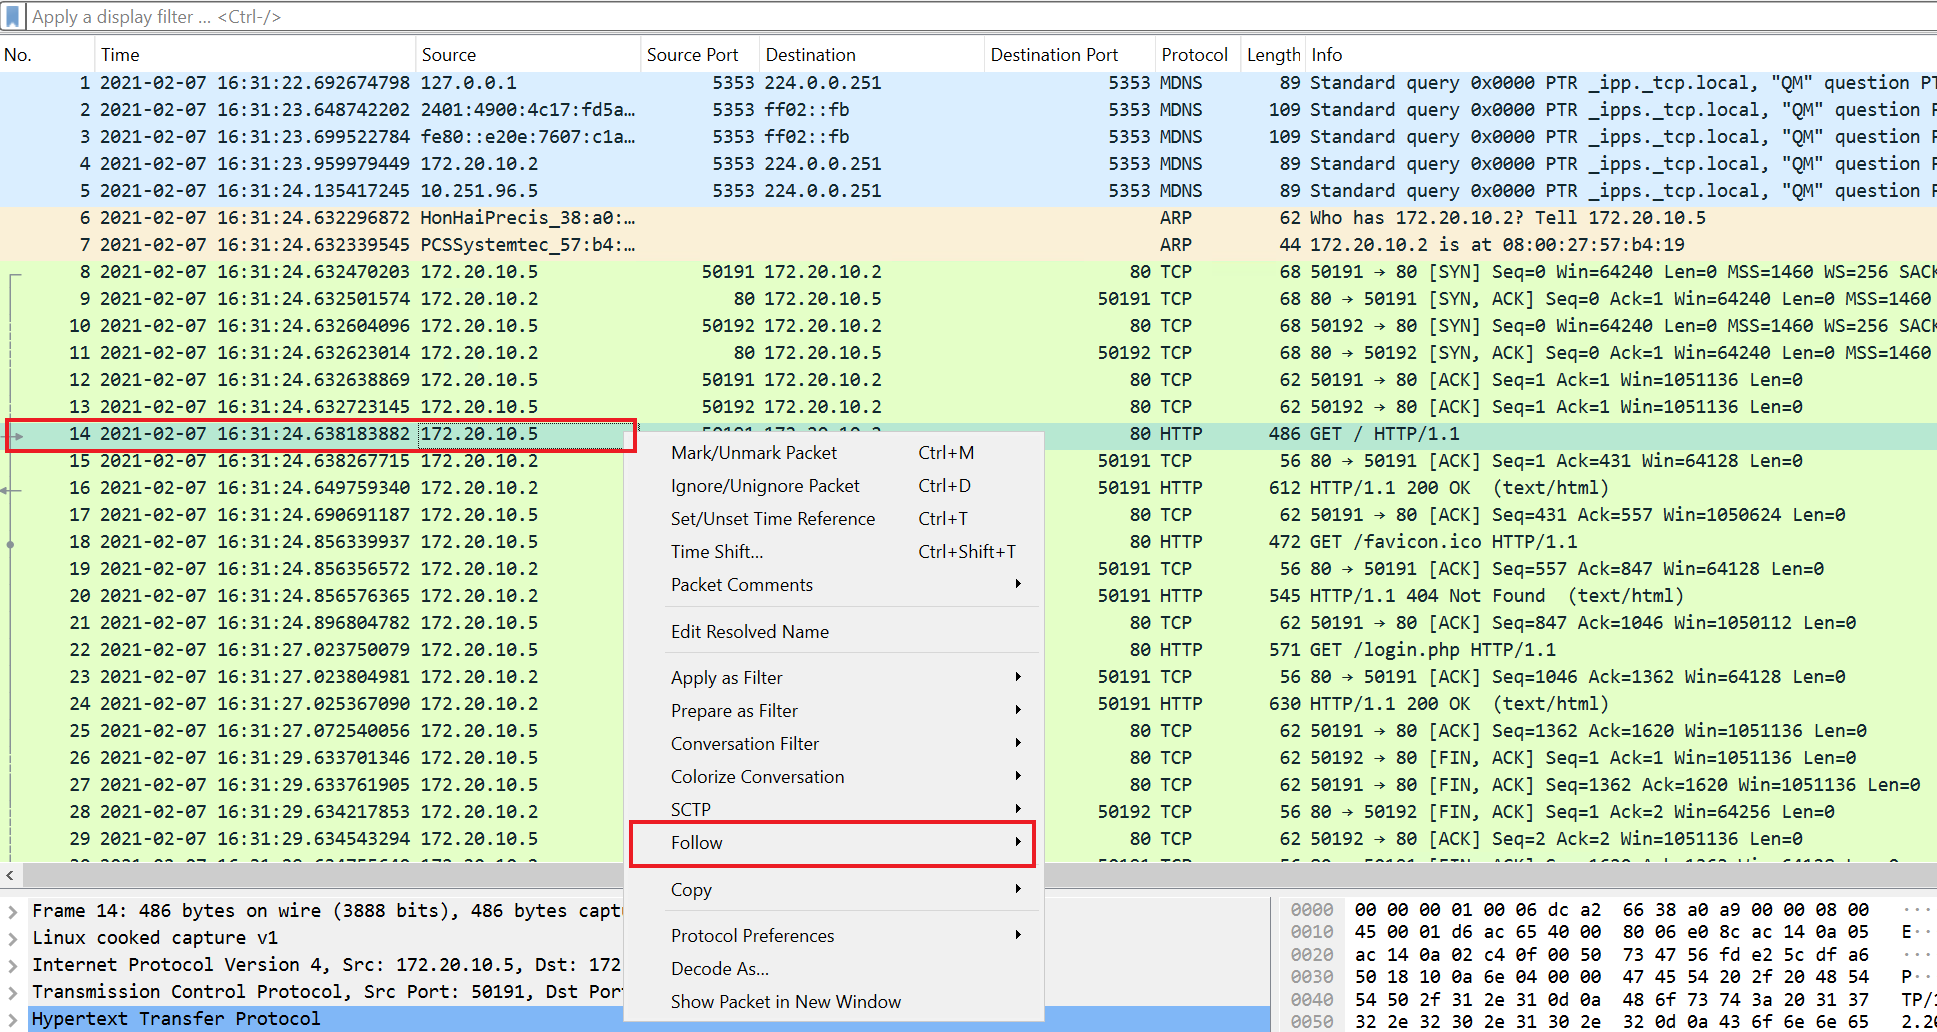 Apply a display filter ... <Ctrl-/>
No. Time Source Source Port Destination Destination Port Protocol Length Info
1 2021-02-07 16:31:22.692674798 127.0.0.1 5353 224.0.0.251 5353 MDNS 89 Standard query 0x0000 PTR _ipp._tcp.local, "QM" question PT
2 2021-02-07 16:31:23.648742202 2401:4900:4c17:fd5a… 5353 ff02::fb 5353 MDNS 109 Standard query 0x0000 PTR _ipps._tcp.local, "QM" question P
3 2021-02-07 16:31:23.699522784 fe80::e20e:7607:c1a… 5353 ff02::fb 5353 MDNS 109 Standard query 0x0000 PTR _ipps._tcp.local, "QM" question P
4 2021-02-07 16:31:23.959979449 172.20.10.2 5353 224.0.0.251 5353 MDNS 89 Standard query 0x0000 PTR _ipps._tcp.local, "QM" question P
5 2021-02-07 16:31:24.135417245 10.251.96.5 5353 224.0.0.251 5353 MDNS 89 Standard query 0x0000 PTR _ipps._tcp.local, "QM" question P
6 2021-02-07 16:31:24.632296872 HonHaiPrecis_38:a0:… ARP 62 Who has 172.20.10.2? Tell 172.20.10.5
7 2021-02-07 16:31:24.632339545 PCSSystemtec_57:b4:… ARP 44 172.20.10.2 is at 08:00:27:57:b4:19
8 2021-02-07 16:31:24.632470203 172.20.10.5 50191 172.20.10.2 80 TCP 68 50191 → 80 [SYN] Seq=0 Win=64240 Len=0 MSS=1460 WS=256 SACK
9 2021-02-07 16:31:24.632501574 172.20.10.2 80 172.20.10.5 50191 TCP 68 80 → 50191 [SYN, ACK] Seq=0 Ack=1 Win=64240 Len=0 MSS=1460
10 2021-02-07 16:31:24.632604096 172.20.10.5 50192 172.20.10.2 80 TCP 68 50192 → 80 [SYN] Seq=0 Win=64240 Len=0 MSS=1460 WS=256 SACK
11 2021-02-07 16:31:24.632623014 172.20.10.2 80 172.20.10.5 50192 TCP 68 80 → 50192 [SYN, ACK] Seq=0 Ack=1 Win=64240 Len=0 MSS=1460
12 2021-02-07 16:31:24.632638869 172.20.10.5 50191 172.20.10.2 80 TCP 62 50191 → 80 [ACK] Seq=1 Ack=1 Win=1051136 Len=0
13 2021-02-07 16:31:24.632723145 172.20.10.5 50192 172.20.10.2 80 TCP 62 50192 → 80 [ACK] Seq=1 Ack=1 Win=1051136 Len=0
14 2021-02-07 16:31:24.638183882 172.20.10.5 80 HTTP 486 GET / HTTP/1.1
15 2021-02-07 16:31:24.638267715 172.20.10.2 50191 TCP 56 80 → 50191 [ACK] Seq=1 Ack=431 Win=64128 Len=0
16 2021-02-07 16:31:24.649759340 172.20.10.2 50191 HTTP 612 HTTP/1.1 200 OK (text/html)
17 2021-02-07 16:31:24.690691187 172.20.10.5 80 TCP 62 50191 → 80 [ACK] Seq=431 Ack=557 Win=1050624 Len=0
18 2021-02-07 16:31:24.856339937 172.20.10.5 80 HTTP 472 GET /favicon.ico HTTP/1.1
19 2021-02-07 16:31:24.856356572 172.20.10.2 50191 TCP 56 80 → 50191 [ACK] Seq=557 Ack=847 Win=64128 Len=0
20 2021-02-07 16:31:24.856576365 172.20.10.2 50191 HTTP 545 HTTP/1.1 404 Not Found (text/html)
21 2021-02-07 16:31:24.896804782 172.20.10.5 80 TCP 62 50191 → 80 [ACK] Seq=847 Ack=1046 Win=1050112 Len=0
22 2021-02-07 16:31:27.023750079 172.20.10.5 80 HTTP 571 GET /login.php HTTP/1.1
23 2021-02-07 16:31:27.023804981 172.20.10.2 50191 TCP 56 80 → 50191 [ACK] Seq=1046 Ack=1362 Win=64128 Len=0
24 2021-02-07 16:31:27.025367090 172.20.10.2 50191 HTTP 630 HTTP/1.1 200 OK (text/html)
25 2021-02-07 16:31:27.072540056 172.20.10.5 80 TCP 62 50191 → 80 [ACK] Seq=1362 Ack=1620 Win=1051136 Len=0
26 2021-02-07 16:31:29.633701346 172.20.10.5 80 TCP 62 50192 → 80 [FIN, ACK] Seq=1 Ack=1 Win=1051136 Len=0
27 2021-02-07 16:31:29.633761905 172.20.10.5 80 TCP 62 50191 → 80 [FIN, ACK] Seq=1362 Ack=1620 Win=1051136 Len=0
28 2021-02-07 16:31:29.634217853 172.20.10.2 50192 TCP 56 80 → 50192 [FIN, ACK] Seq=1 Ack=2 Win=64256 Len=0
29 2021-02-07 16:31:29.634543294 172.20.10.5 80 TCP 62 50192 → 80 [ACK] Seq=2 Ack=2 Win=1051136 Len=0
Mark/Unmark Packet Ctrl+M
Ignore/Unignore Packet Ctrl+D
Set/Unset Time Reference Ctrl+T
Time Shift... Ctrl+Shift+T
Packet Comments
Edit Resolved Name
Apply as Filter
Prepare as Filter
Conversation Filter
Colorize Conversation
SCTP
Follow
Copy
Protocol Preferences
Decode As...
Show Packet in New Window
Frame 14: 486 bytes on wire (3888 bits), 486 bytes capt
Linux cooked capture v1
Internet Protocol Version 4, Src: 172.20.10.5, Dst: 172
Transmission Control Protocol, Src Port: 50191, Dst Por
Hypertext Transfer Protocol
0000 00 00 00 01 00 06 dc a2 66 38 a0 a9 00 00 08 00 ···
0010 45 00 01 d6 ac 65 40 00 80 06 e0 8c ac 14 0a 05 E··
0020 ac 14 0a 02 c4 0f 00 50 73 47 56 fd e2 5c df a6 ···
0030 50 18 10 0a 6e 04 00 00 47 45 54 20 2f 20 48 54 P··
0040 54 50 2f 31 2e 31 0d 0a 48 6f 73 74 3a 20 31 37 TP/1
0050 32 2e 32 30 2e 31 30 2e 32 0d 0a 43 6f 6e 6e 65 2.20